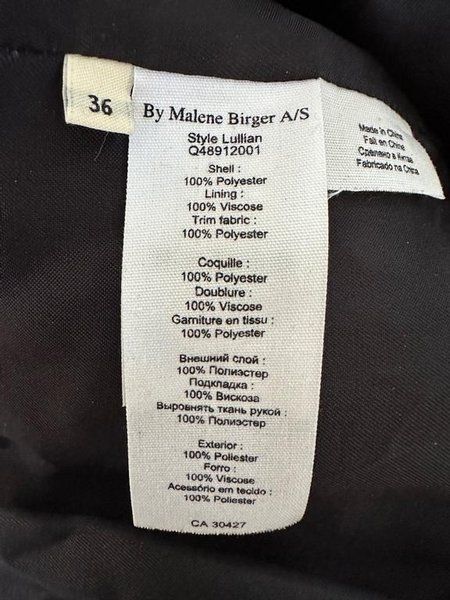 36
By Malene Birger A/S
Style Lullian
Q48912001
Shell :
100% Polyester
Lining :
100% Viscose
Trim fabric :
100% Polyester
Coquille :
100% Polyester
Doublure :
100% Viscose
Garniture en tissu :
100% Polyester
Внешний слой :
100% Полиэстер
Подкладка :
100% Вискоза
Выровнять ткань рукой :
100% Полиэстер
Exterior :
100% Poliester
Forro :
100% Viscose
Acessório em tecido :
100% Poliester
CA 30427
Made in China
Fait en Chine
Сделано в Китае
Fabricado na China